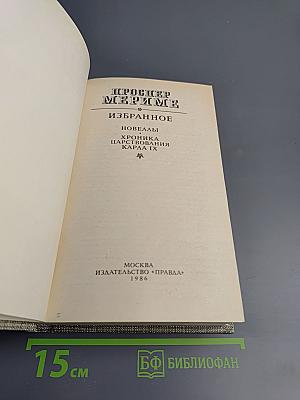 ПРОСПЕР
МЕРИМЕ
ИЗБРАННОЕ
НОВЕЛЛЫ
ХРОНИКА
ЦАРСТВОВАНИЯ
КАРЛА IX
МОСКВА
ИЗДАТЕЛЬСТВО «ПРАВДА»
1986
15 см
БФ БИБЛИОФАН